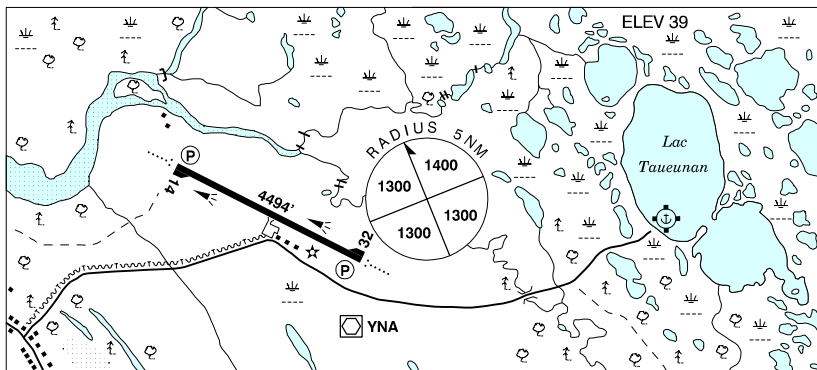 ELEV 39
RADIUS 5NM
Lac
Taueunan
P
1400
1300
1300
1300
14
4494'
32
P
YNA